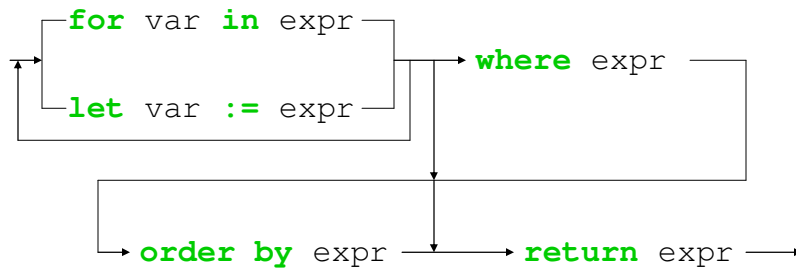 for var in expr
where expr
let var := expr
order by expr
return expr